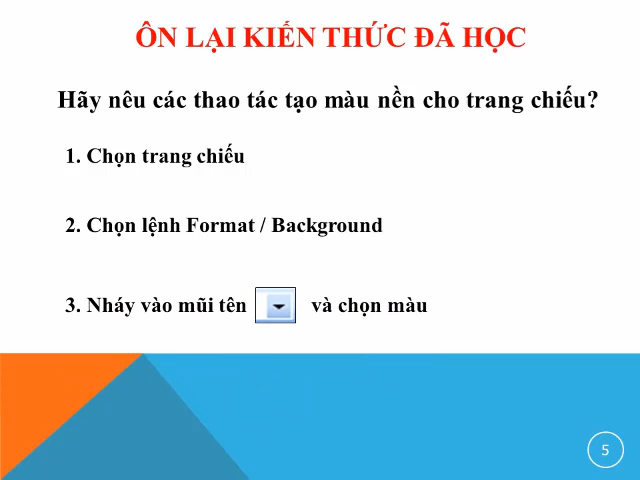 ÔN LẠI KIẾN THỨC ĐÃ HỌC
Hãy nêu các thao tác tạo màu nền cho trang chiếu?
1. Chọn trang chiếu
2. Chọn lệnh Format / Background
3. Nháy vào mũi tên và chọn màu
5